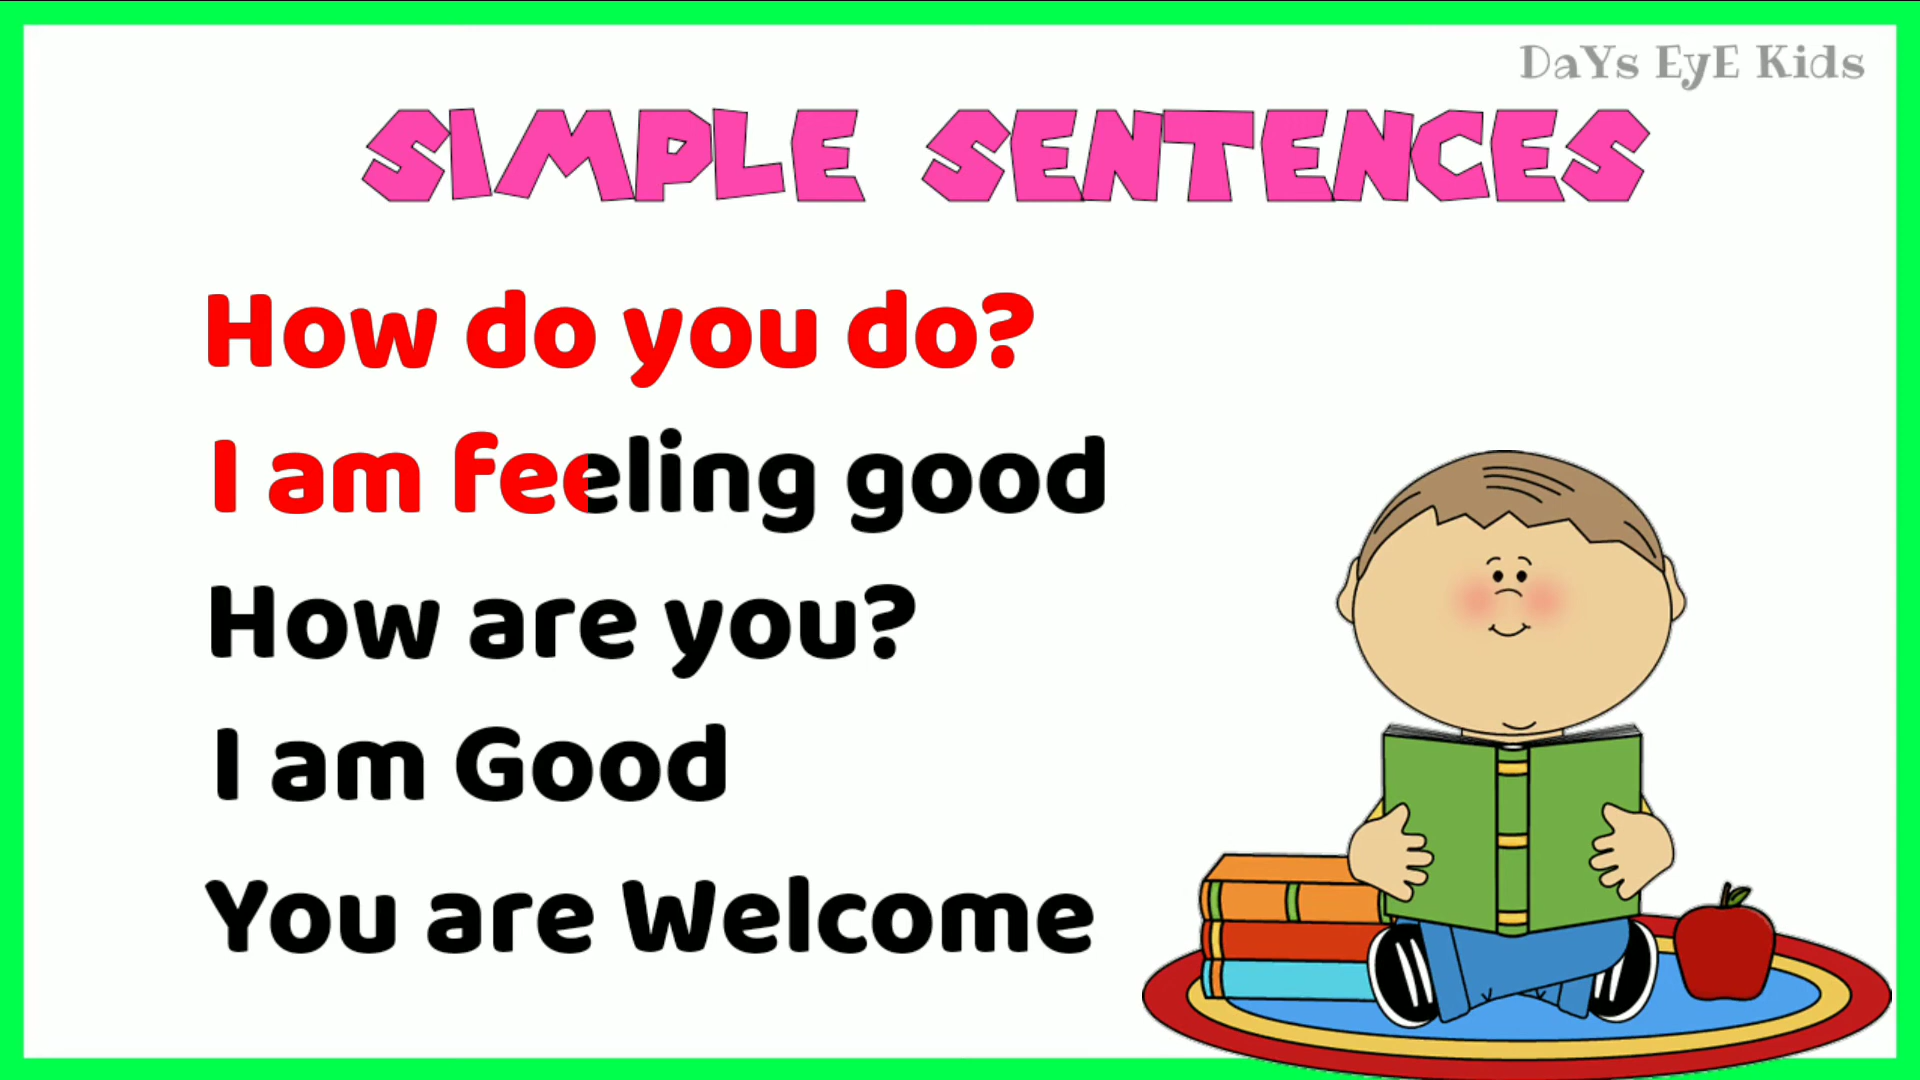 DaYs EyE Kids
SIMPLE SENTENCES
How do you do?
I am feeling good
How are you?
I am Good
You are Welcome